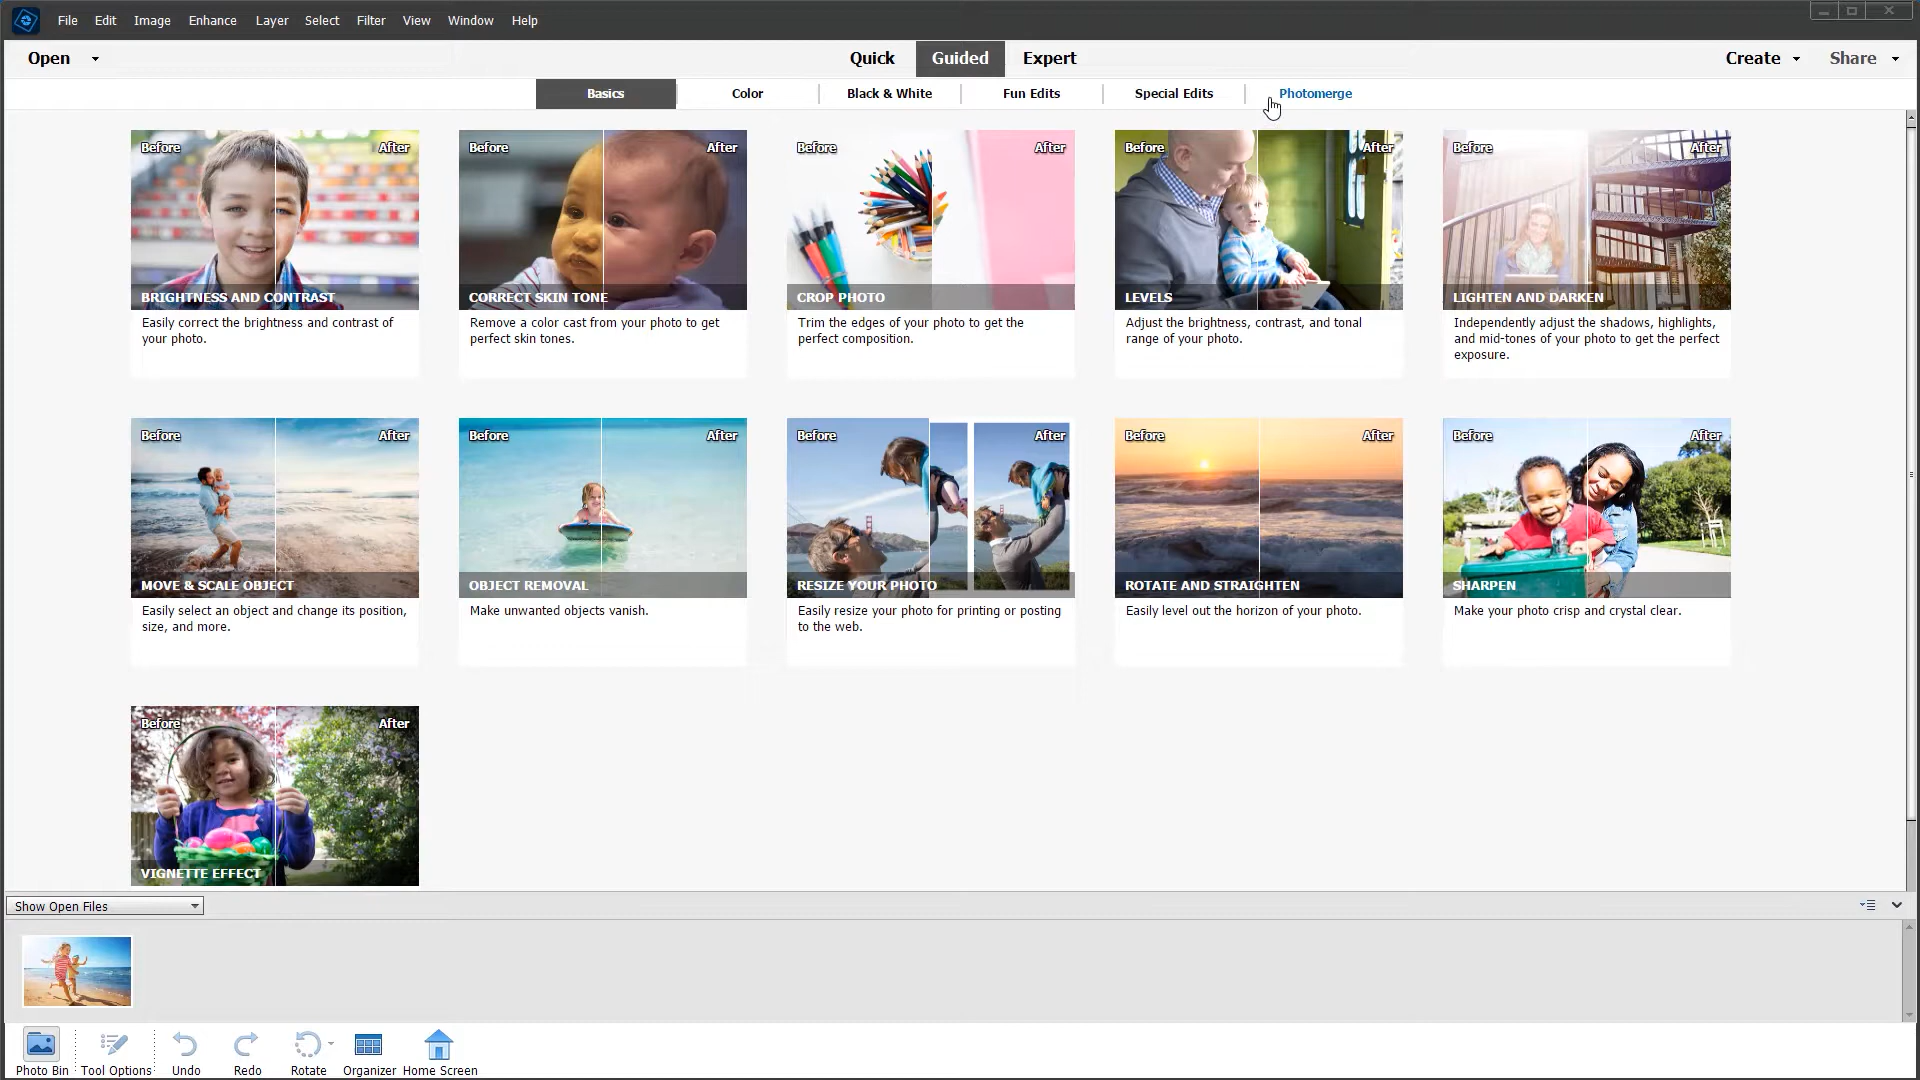 File Edit Image Enhance Layer Select Filter View Window Help
Open Quick Guided Expert Create Share
Basics Color Black & White Fun Edits Special Edits Photomerge
Before After Before After Before After Before After Before After
BRIGHTNESS AND CONTRAST CORRECT SKIN TONE CROP PHOTO LEVELS LIGHTEN AND DARKEN
Easily correct the brightness and contrast of
your photo.
Remove a color cast from your photo to get
perfect skin tones.
Trim the edges of your photo to get the
perfect composition.
Adjust the brightness, contrast, and tonal
range of your photo.
Independently adjust the shadows, highlights,
and mid-tones of your photo to get the perfect
exposure.
Before After Before After Before After Before After Before After
MOVE & SCALE OBJECT OBJECT REMOVAL RESIZE YOUR PHOTO ROTATE AND STRAIGHTEN SHARPEN
Easily select an object and change its position,
size, and more.
Make unwanted objects vanish.
Easily resize your photo for printing or posting
to the web.
Easily level out the horizon of your photo.
Make your photo crisp and crystal clear.
Before After
VIGNETTE EFFECT
Show Open Files
Photo Bin Tool Options Undo Redo Rotate Organizer Home Screen